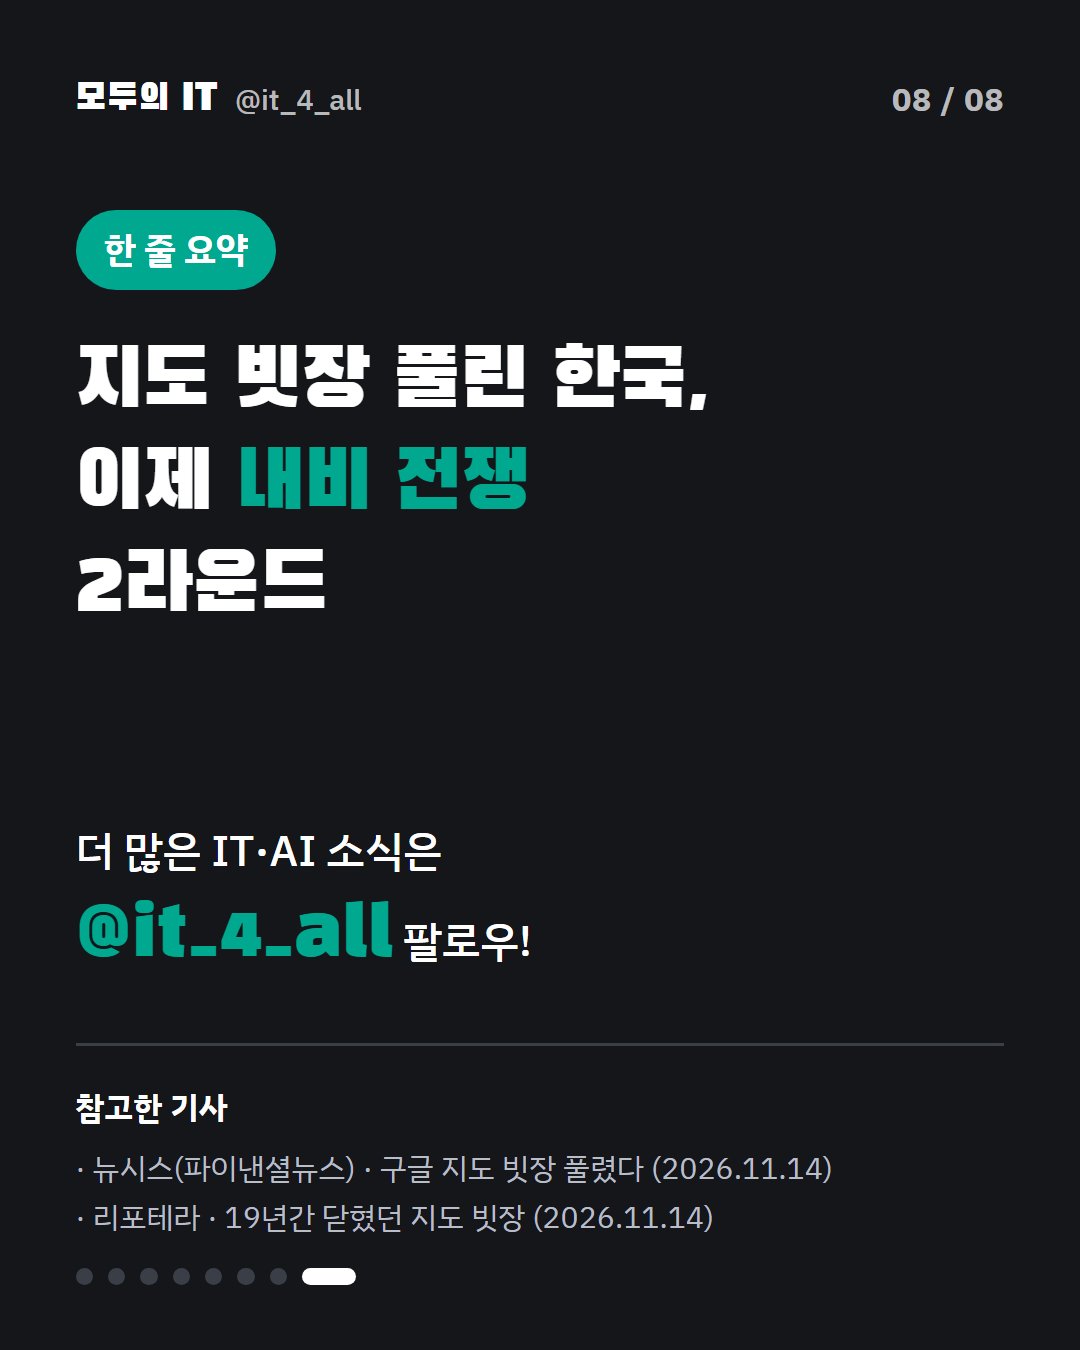 모두의 IT @it_4_all
08 / 08
한 줄 요약
지도 빗장 풀린 한국,
이제 내비 전쟁
2라운드
더 많은 IT·AI 소식은
@it_4_all 팔로우!
참고한 기사
· 뉴시스(파이낸셜뉴스) · 구글 지도 빗장 풀렸다 (2026.11.14)
· 리포테라 · 19년간 닫혔던 지도 빗장 (2026.11.14)